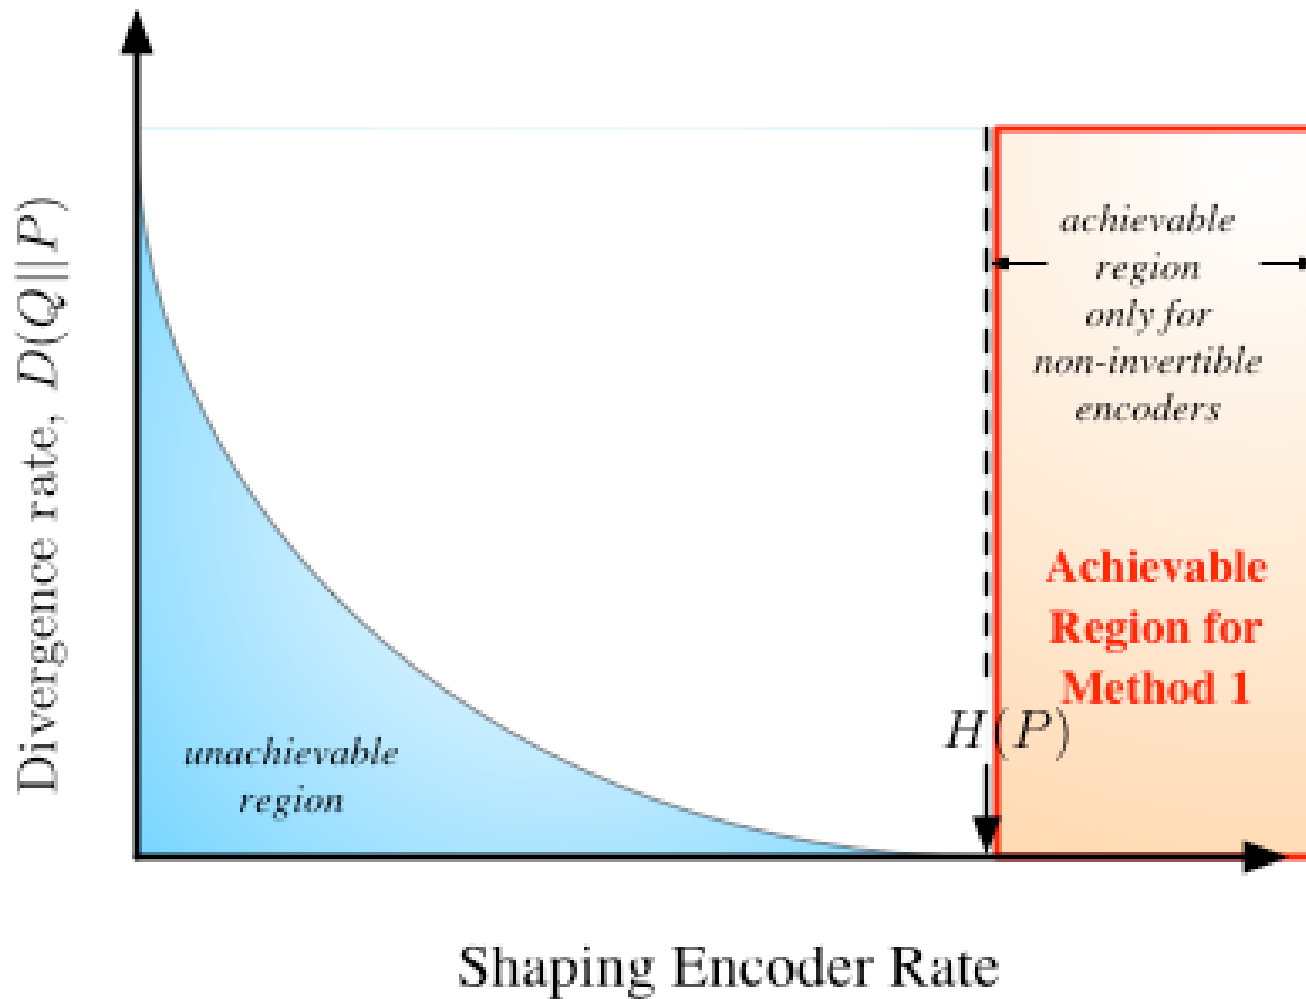 Divergence rate, D(Q||P)
achievable
region
only for
non-invertible
encoders
Achievable
Region for
Method 1
H(P)
unachievable
region
Shaping Encoder Rate